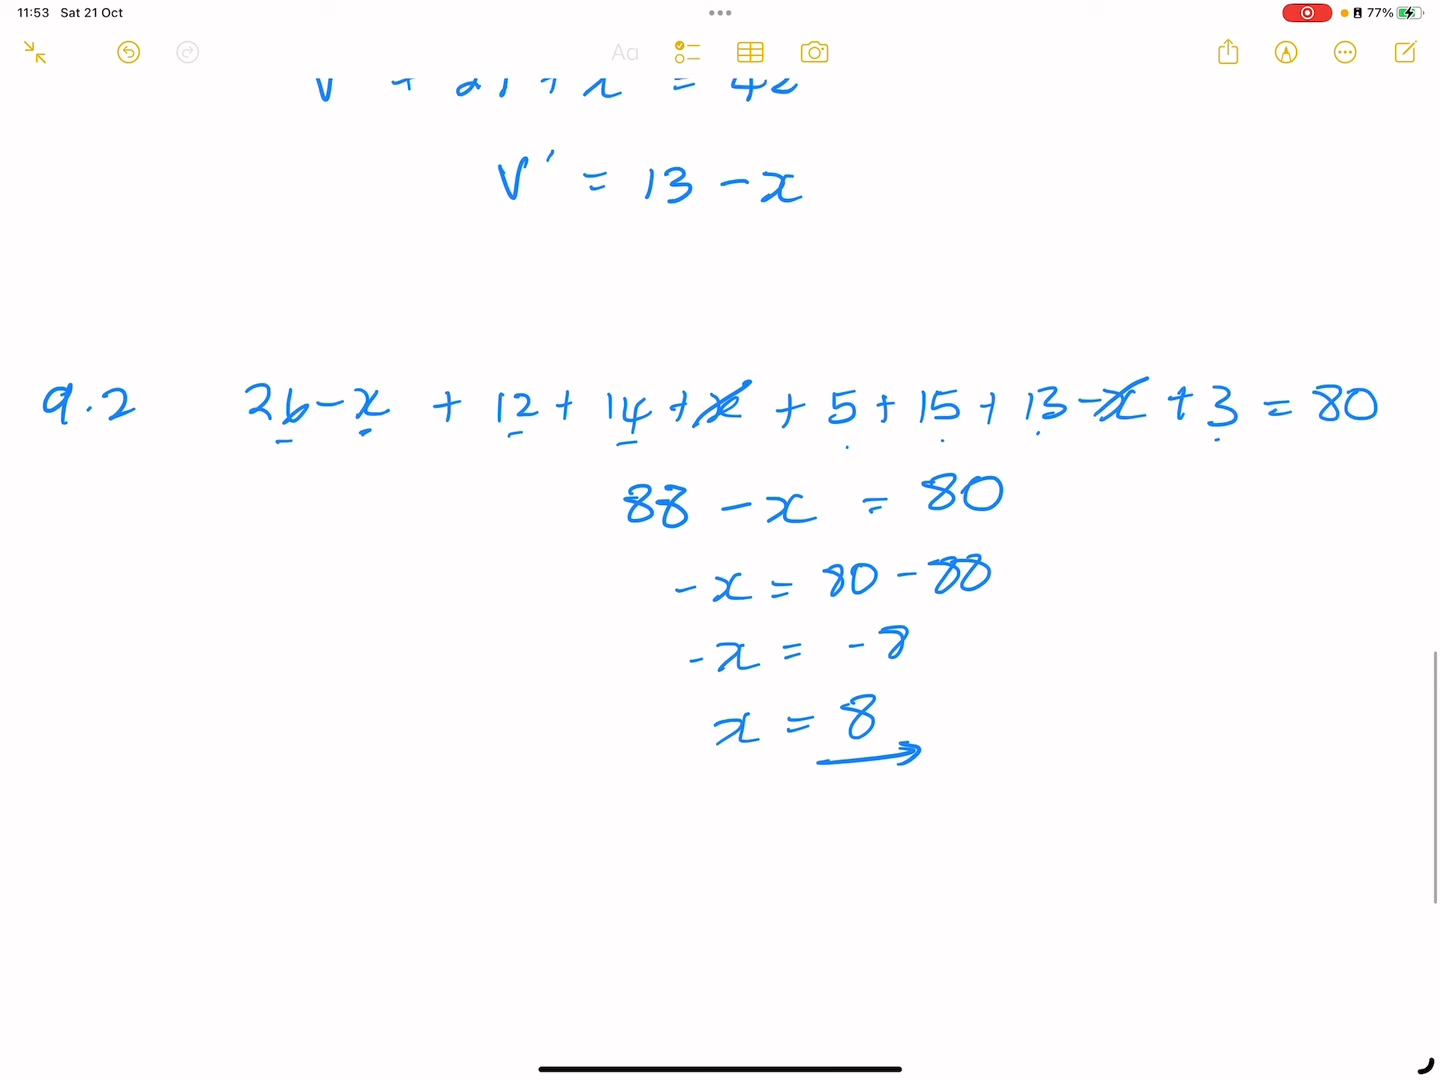 11:53 Sat 21 Oct
77%
Aa
V' = 13 - x
9.2 26 - x + 12 + 14 + x + 5 + 15 + 13 - x + 3 = 80
88 - x = 80
- x = 80 - 88
- x = - 8
x = 8